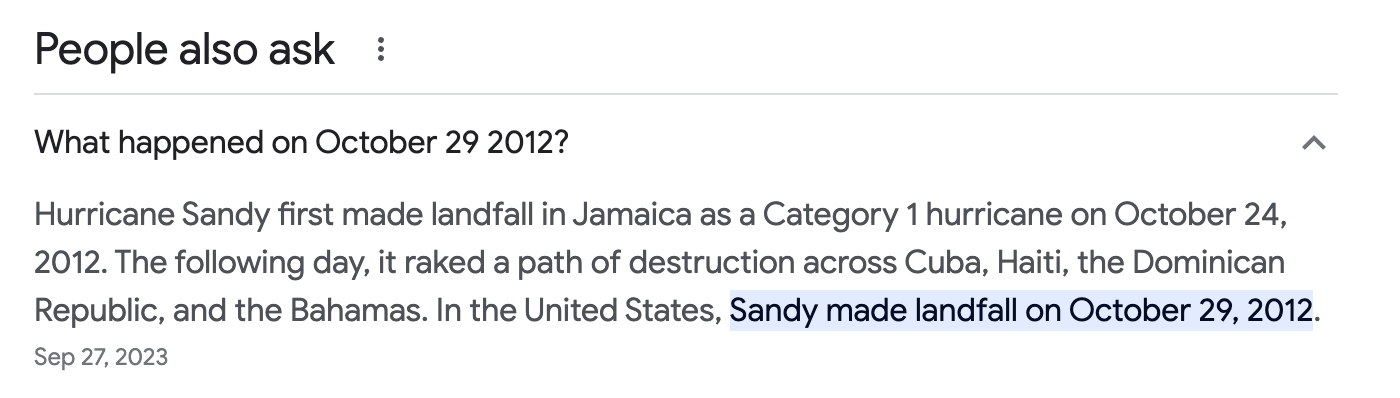 People also ask
What happened on October 29 2012?
Hurricane Sandy first made landfall in Jamaica as a Category 1 hurricane on October 24,
2012. The following day, it raked a path of destruction across Cuba, Haiti, the Dominican
Republic, and the Bahamas. In the United States, Sandy made landfall on October 29, 2012.
Sep 27, 2023